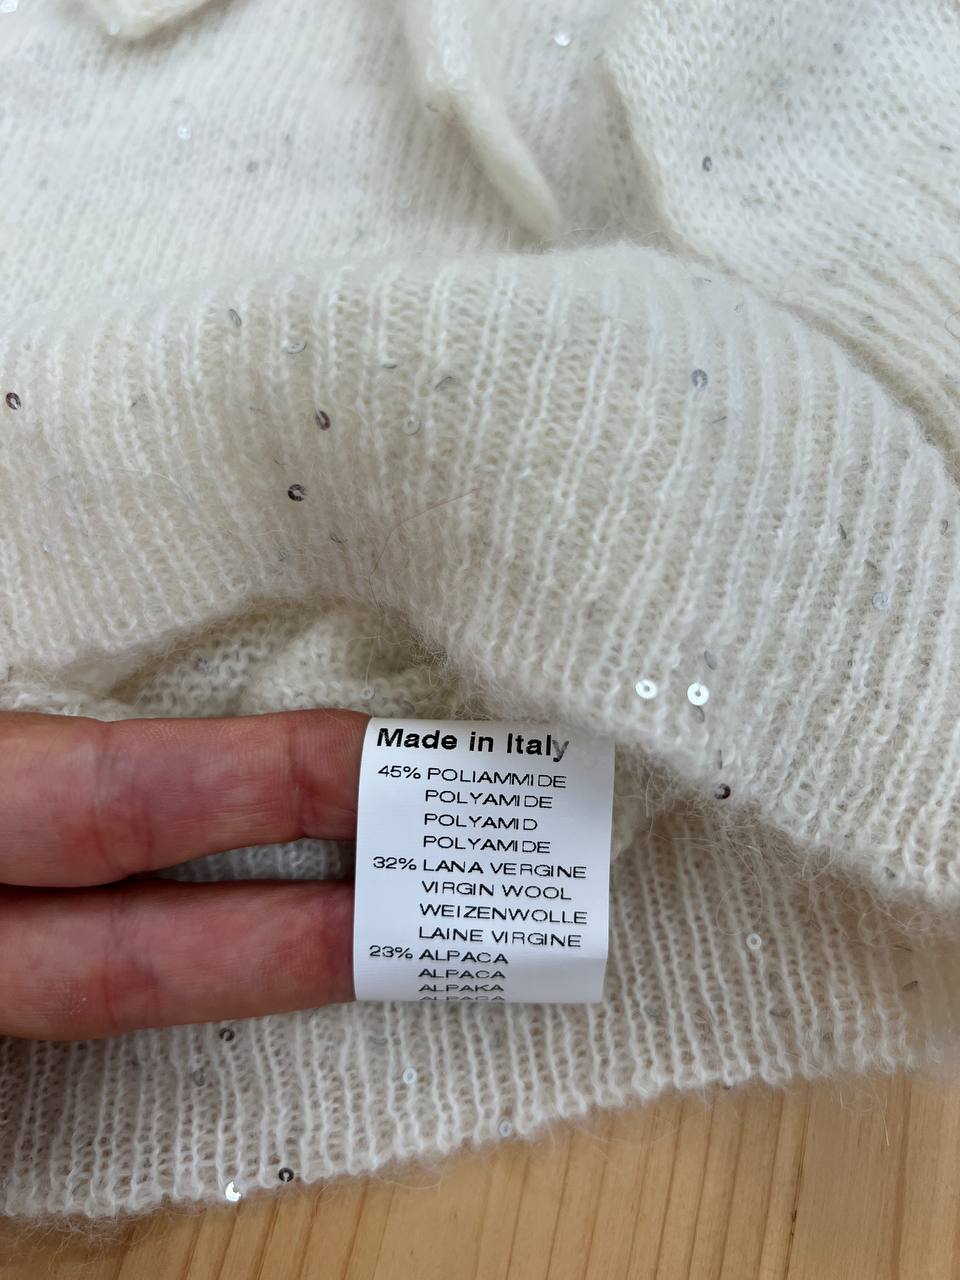 Made in Italy
45% POLIAMMIDE
POLYAMIDE
POLYAMID
POLYAMIDE
32% LANA VERGINE
VIRGIN WOOL
WEIZENWOLLE
LAINE VIRGINE
23% ALPACA
ALPACA
ALPAKA
ALPAGA